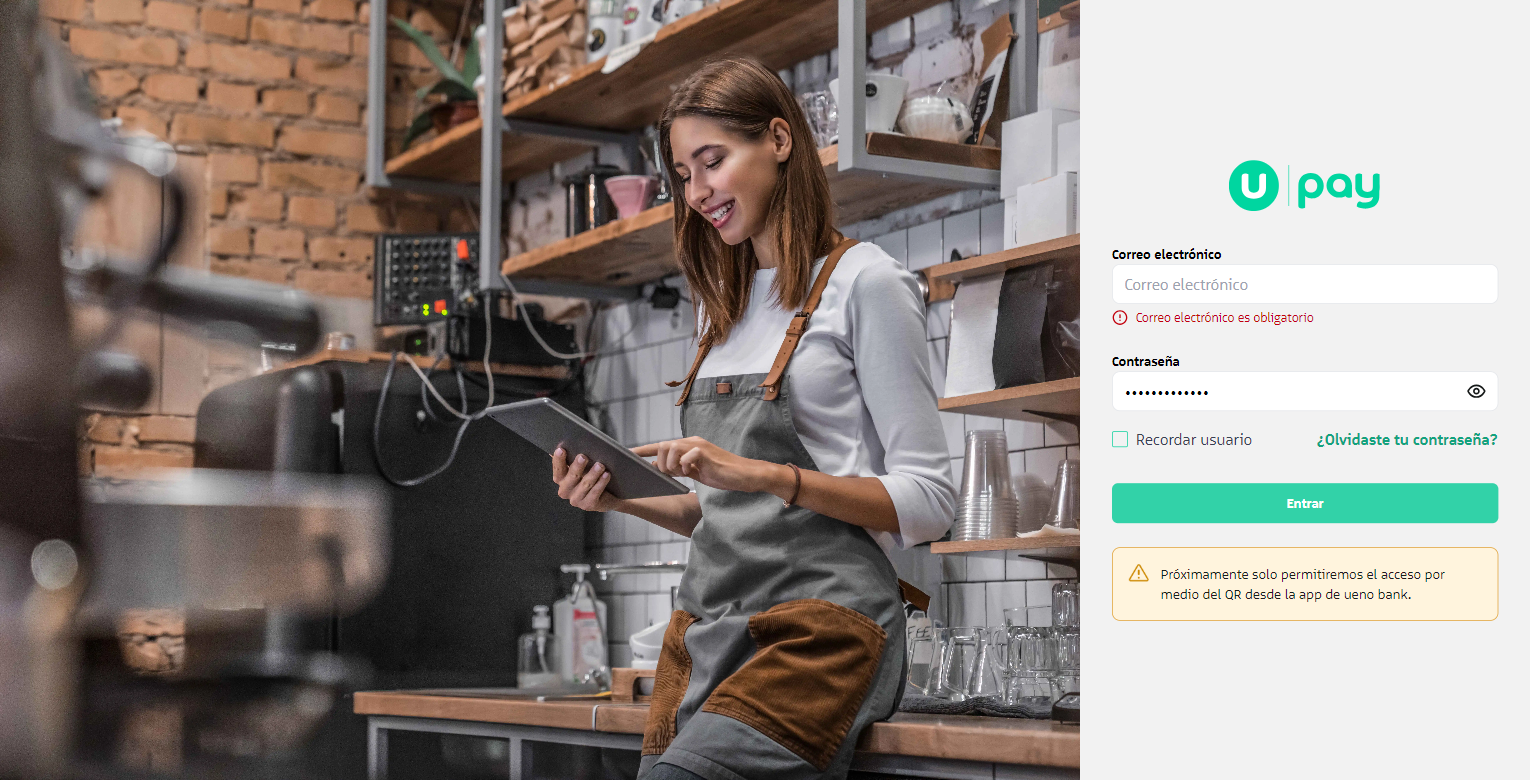 u pay
Correo electrónico
Correo electrónico
Correo electrónico es obligatorio
Contraseña
•••••••••••••
Recordar usuario
¿Olvidaste tu contraseña?
Entrar
Próximamente solo permitiremos el acceso por
medio del QR desde la app de ueno bank.